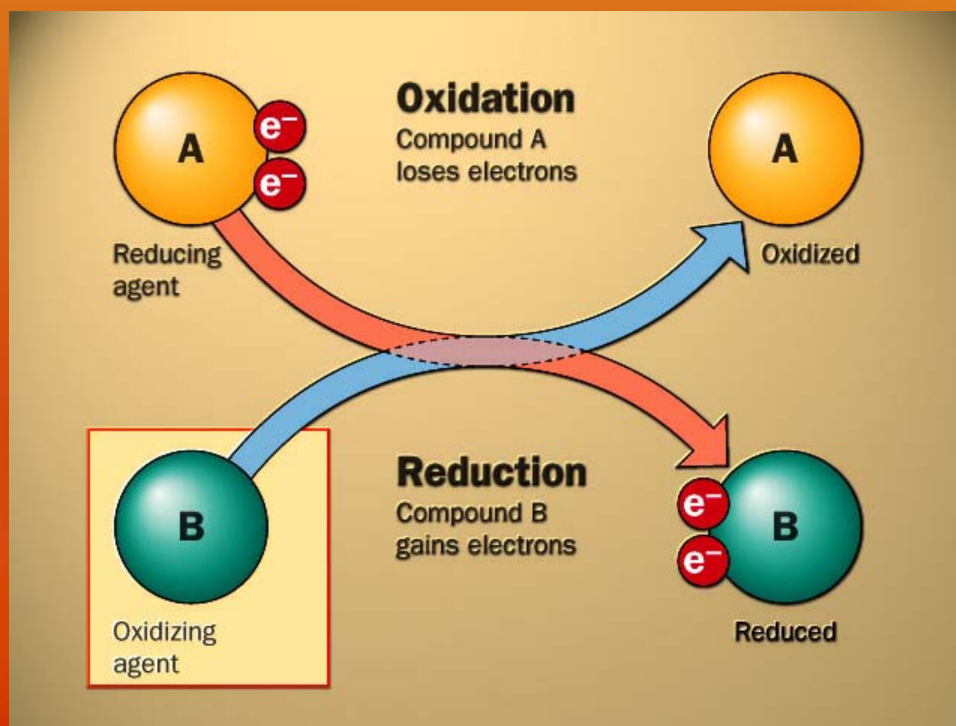 A
e⁻
e⁻
Reducing
agent
Oxidation
Compound A
loses electrons
A
Oxidized
B
Oxidizing
agent
Reduction
Compound B
gains electrons
e⁻
e⁻
B
Reduced